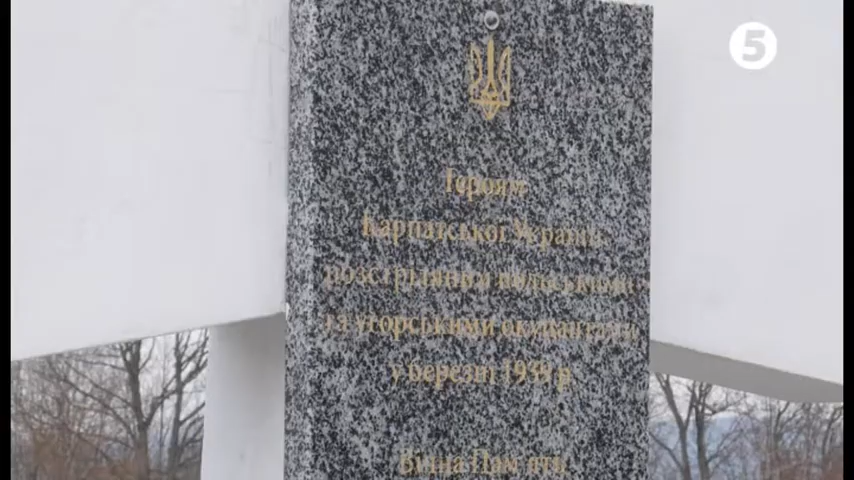 5
Героям
Карпатської України,
розстріляним польськими
та угорськими окупантами
у березні 1939 р.
Вічна Пам'ять